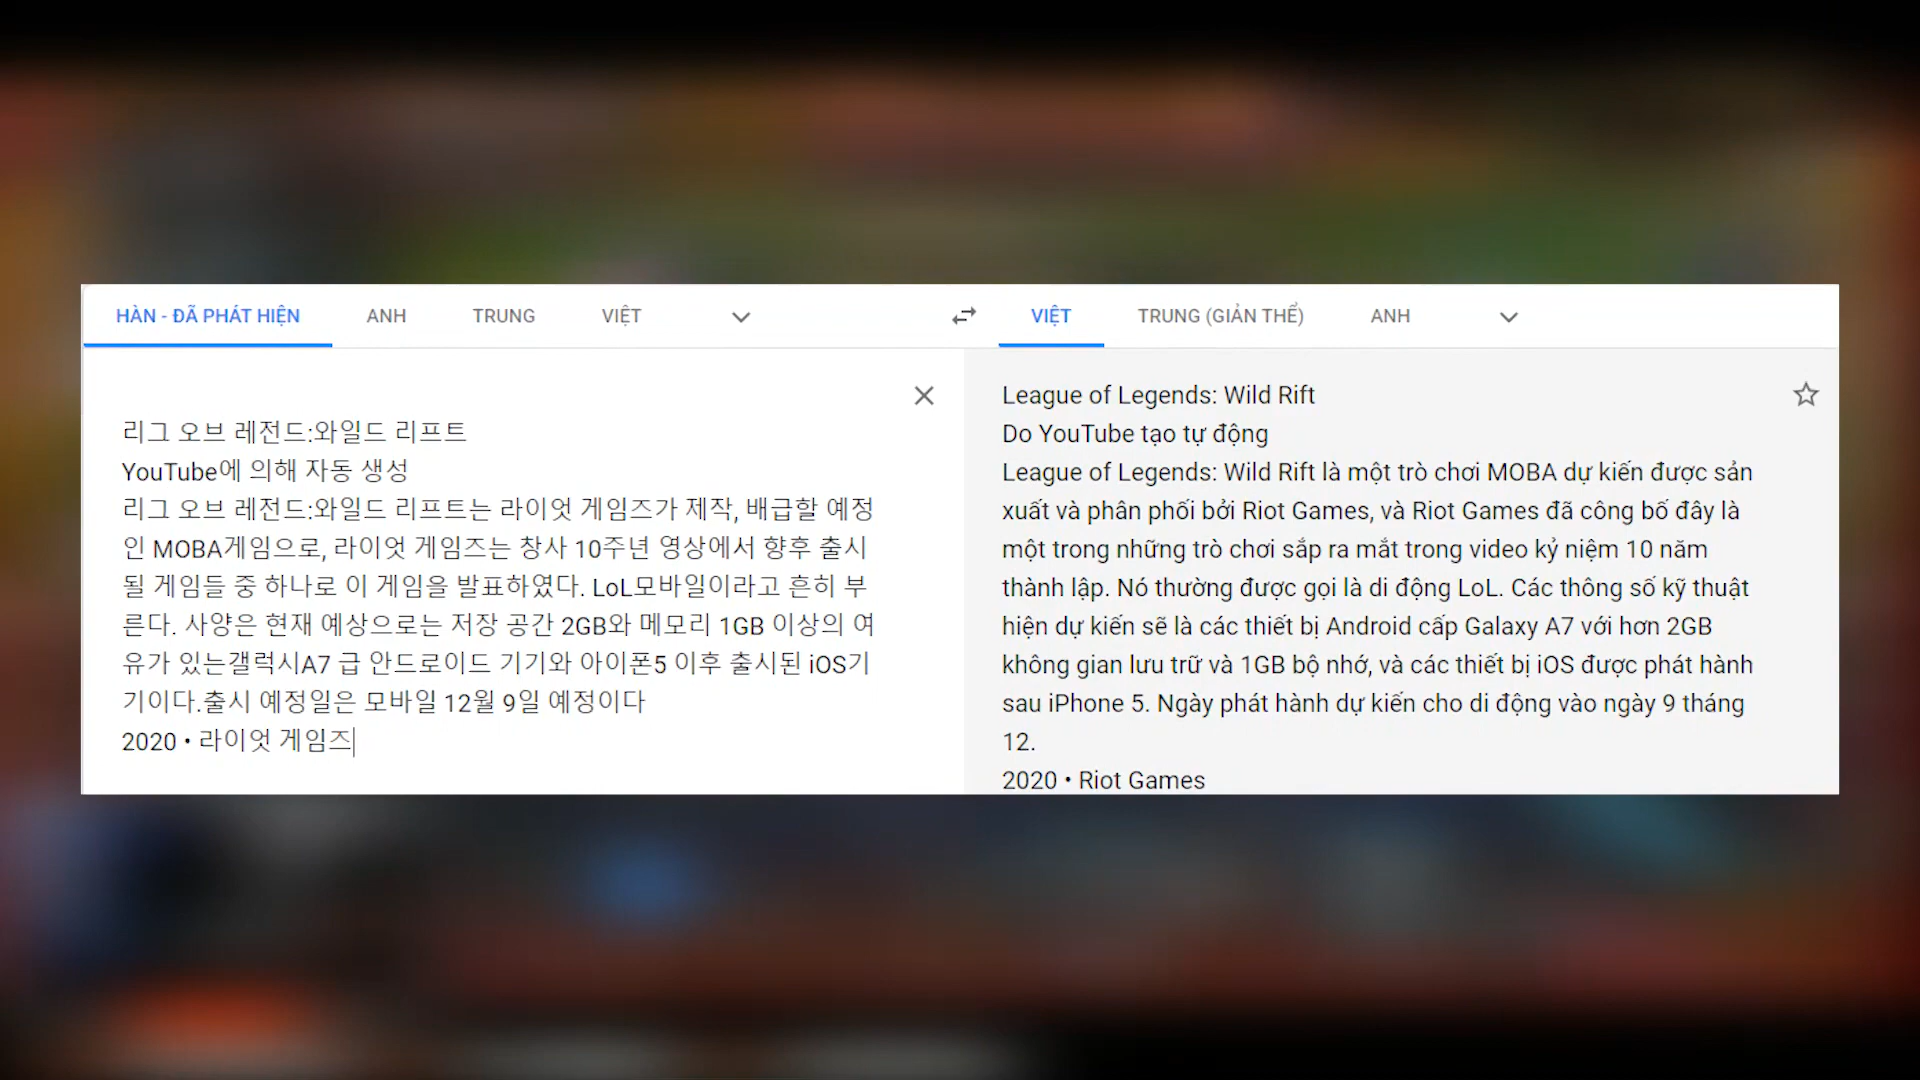 HÀN - ĐÃ PHÁT HIỆN ANH TRUNG VIỆT
VIỆT TRUNG (GIẢN THỂ) ANH
리그 오브 레전드:와일드 리프트
YouTube에 의해 자동 생성
리그 오브 레전드:와일드 리프트는 라이엇 게임즈가 제작, 배급할 예정
인 MOBA게임으로, 라이엇 게임즈는 창사 10주년 영상에서 향후 출시
될 게임들 중 하나로 이 게임을 발표하였다. LoL모바일이라고 흔히 부
른다. 사양은 현재 예상으로는 저장 공간 2GB와 메모리 1GB 이상의 여
유가 있는갤럭시A7 급 안드로이드 기기와 아이폰5 이후 출시된 iOS기
기이다.출시 예정일은 모바일 12월 9일 예정이다
2020 • 라이엇 게임즈
League of Legends: Wild Rift
Do YouTube tạo tự động
League of Legends: Wild Rift là một trò chơi MOBA dự kiến được sản
xuất và phân phối bởi Riot Games, và Riot Games đã công bố đây là
một trong những trò chơi sắp ra mắt trong video kỷ niệm 10 năm
thành lập. Nó thường được gọi là di động LoL. Các thông số kỹ thuật
hiện dự kiến sẽ là các thiết bị Android cấp Galaxy A7 với hơn 2GB
không gian lưu trữ và 1GB bộ nhớ, và các thiết bị iOS được phát hành
sau iPhone 5. Ngày phát hành dự kiến cho di động vào ngày 9 tháng
12.
2020 • Riot Games